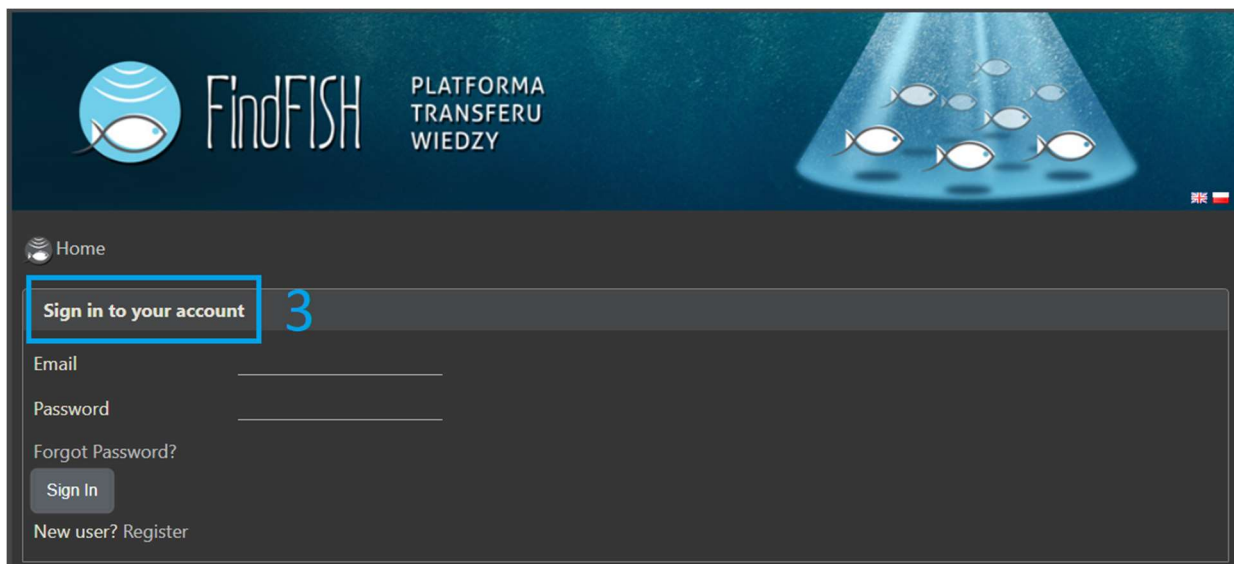 FindFISH
PLATFORMA
TRANSFERU
WIEDZY
Home
Sign in to your account
3
Email
Password
Forgot Password?
Sign In
New user? Register